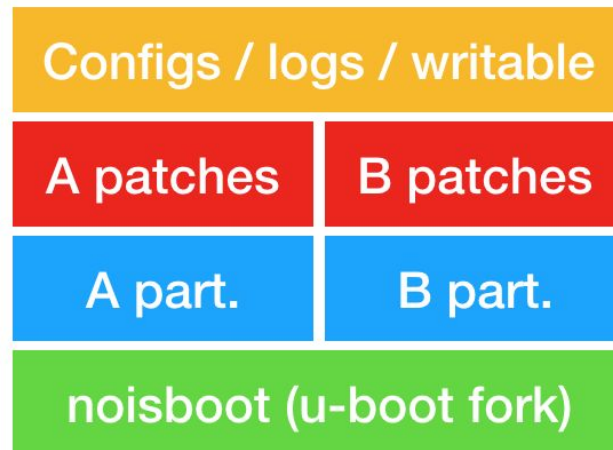 Configs / logs / writable
A patches
B patches
A part.
B part.
noisboot (u-boot fork)